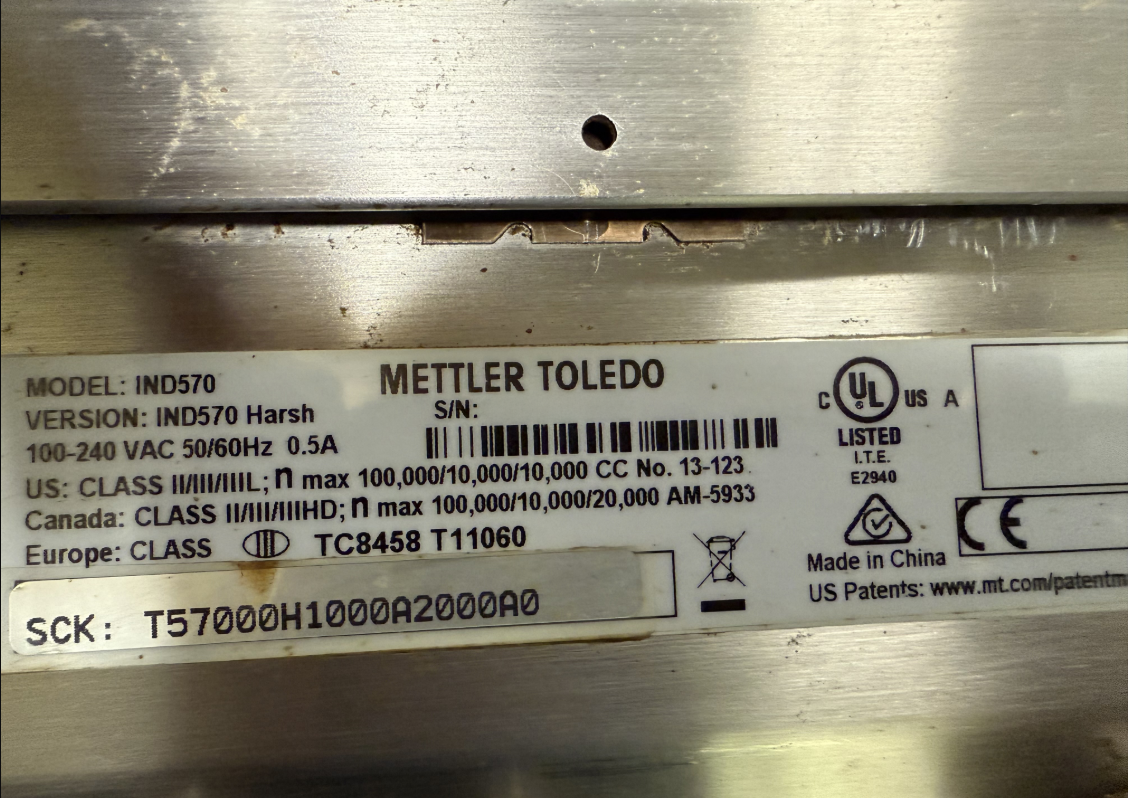 MODEL: IND570
VERSION: IND570 Harsh
100-240 VAC 50/60Hz 0.5A
METTLER TOLEDO
S/N:
US: CLASS II/III/IIIL; n max 100,000/10,000/10,000 CC No. 13-123
Canada: CLASS II/III/IIIHD; n max 100,000/10,000/20,000 AM-5933
Europe: CLASS III TC8458 T11060
SCK: T57000H1000A2000A0
C UL US A
LISTED
I.T.E.
E2940
CE
Made in China
US Patents: www.mt.com/patentm